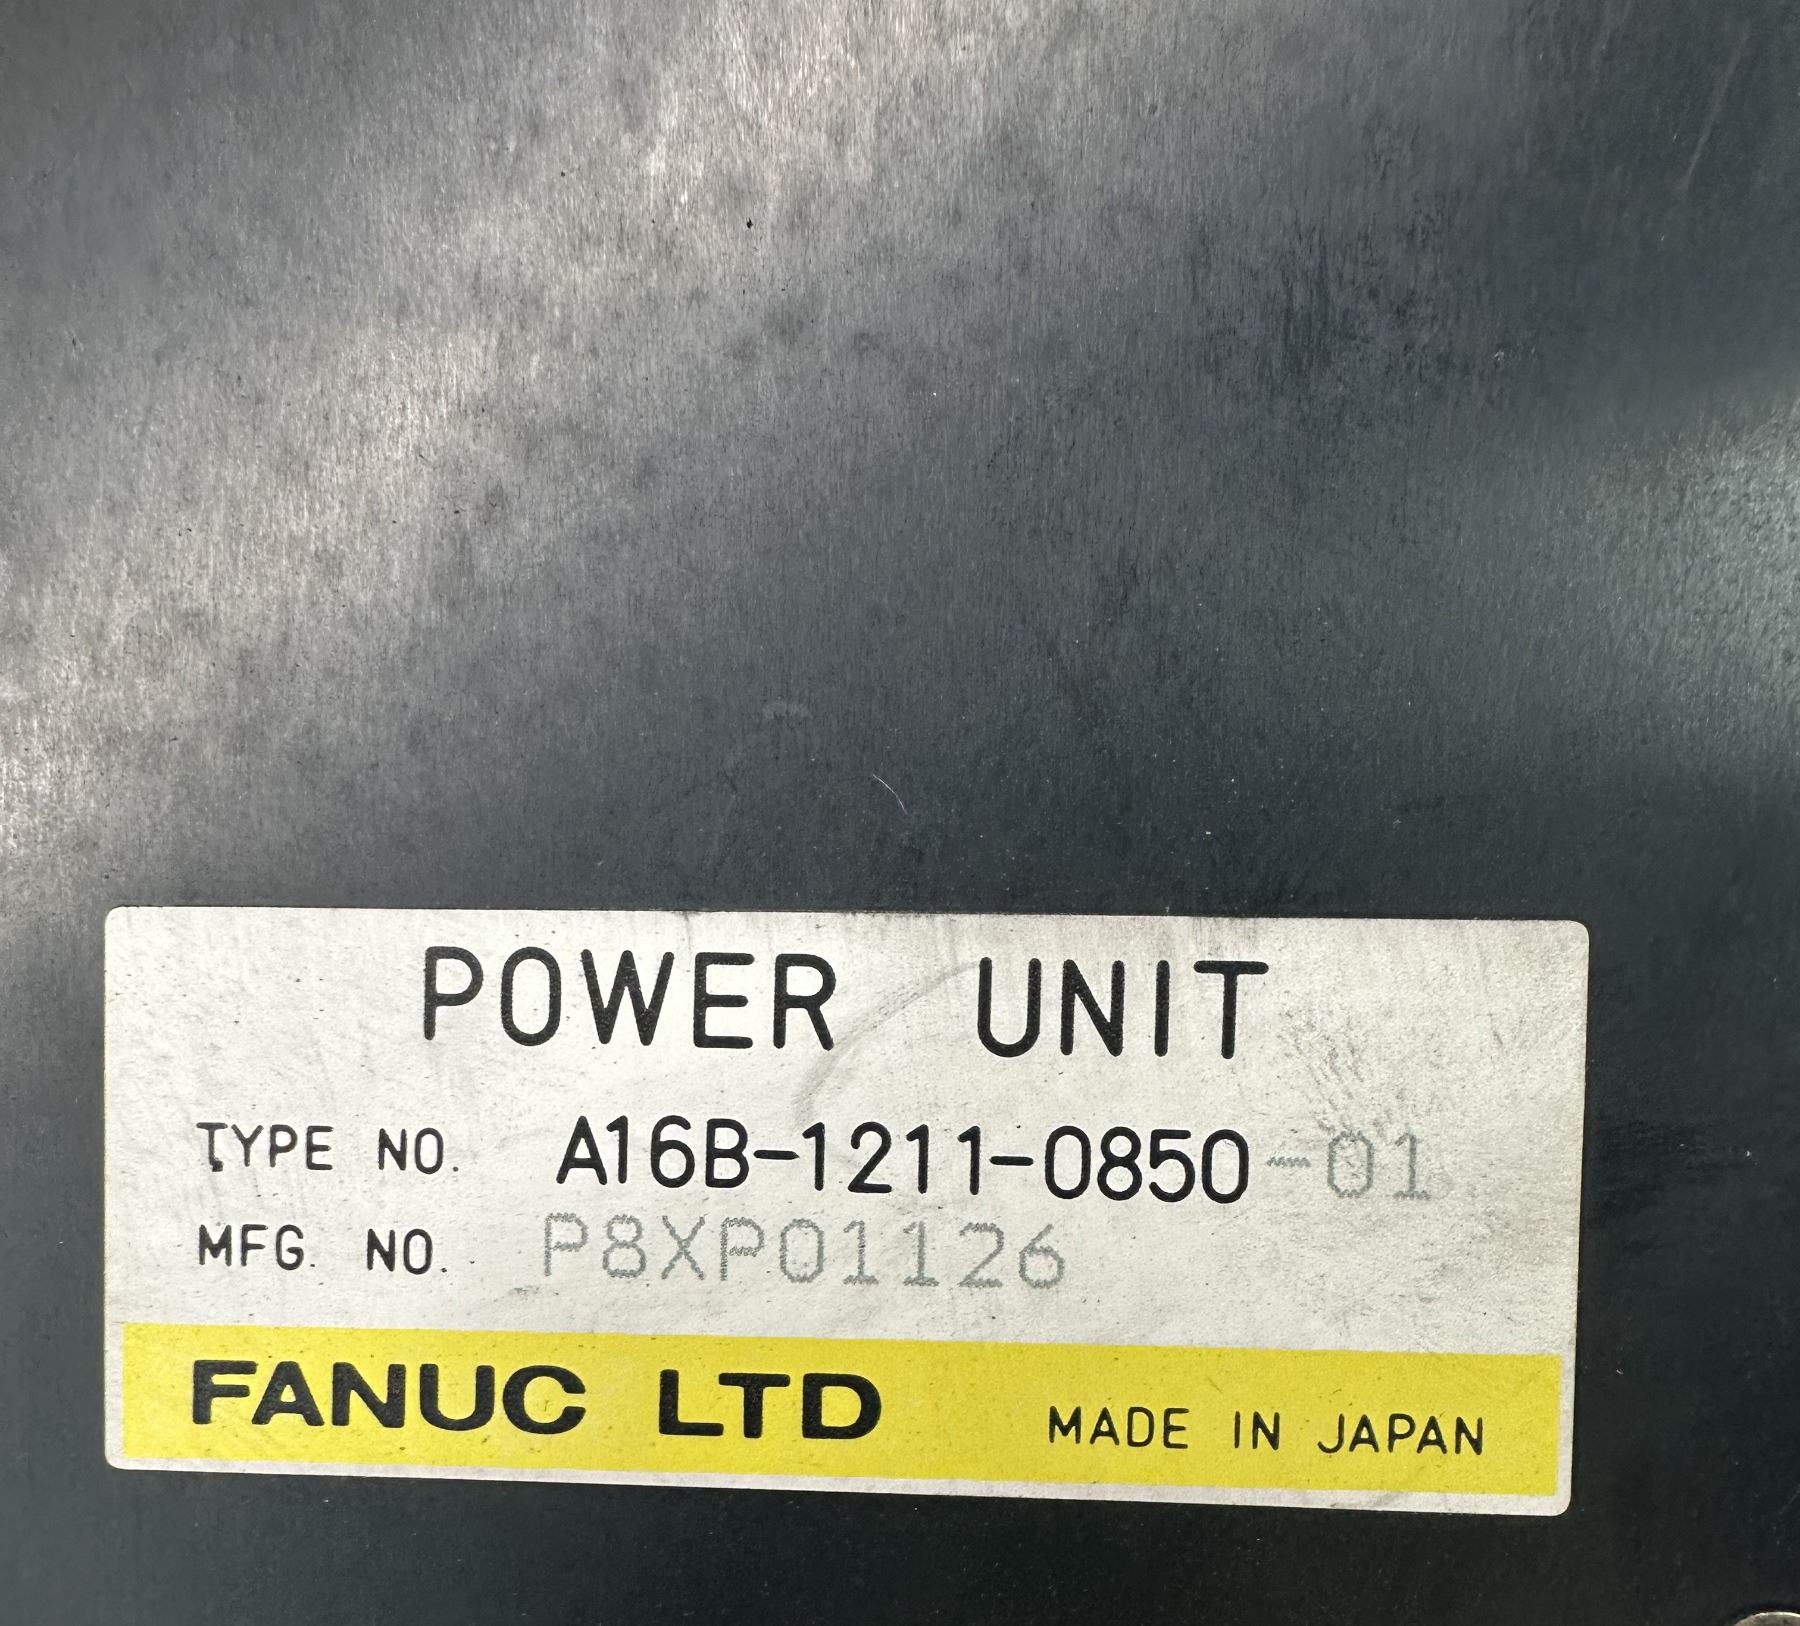 POWER UNIT
TYPE NO. A16B-1211-0850-01
MFG. NO. P8XP01126
FANUC LTD MADE IN JAPAN